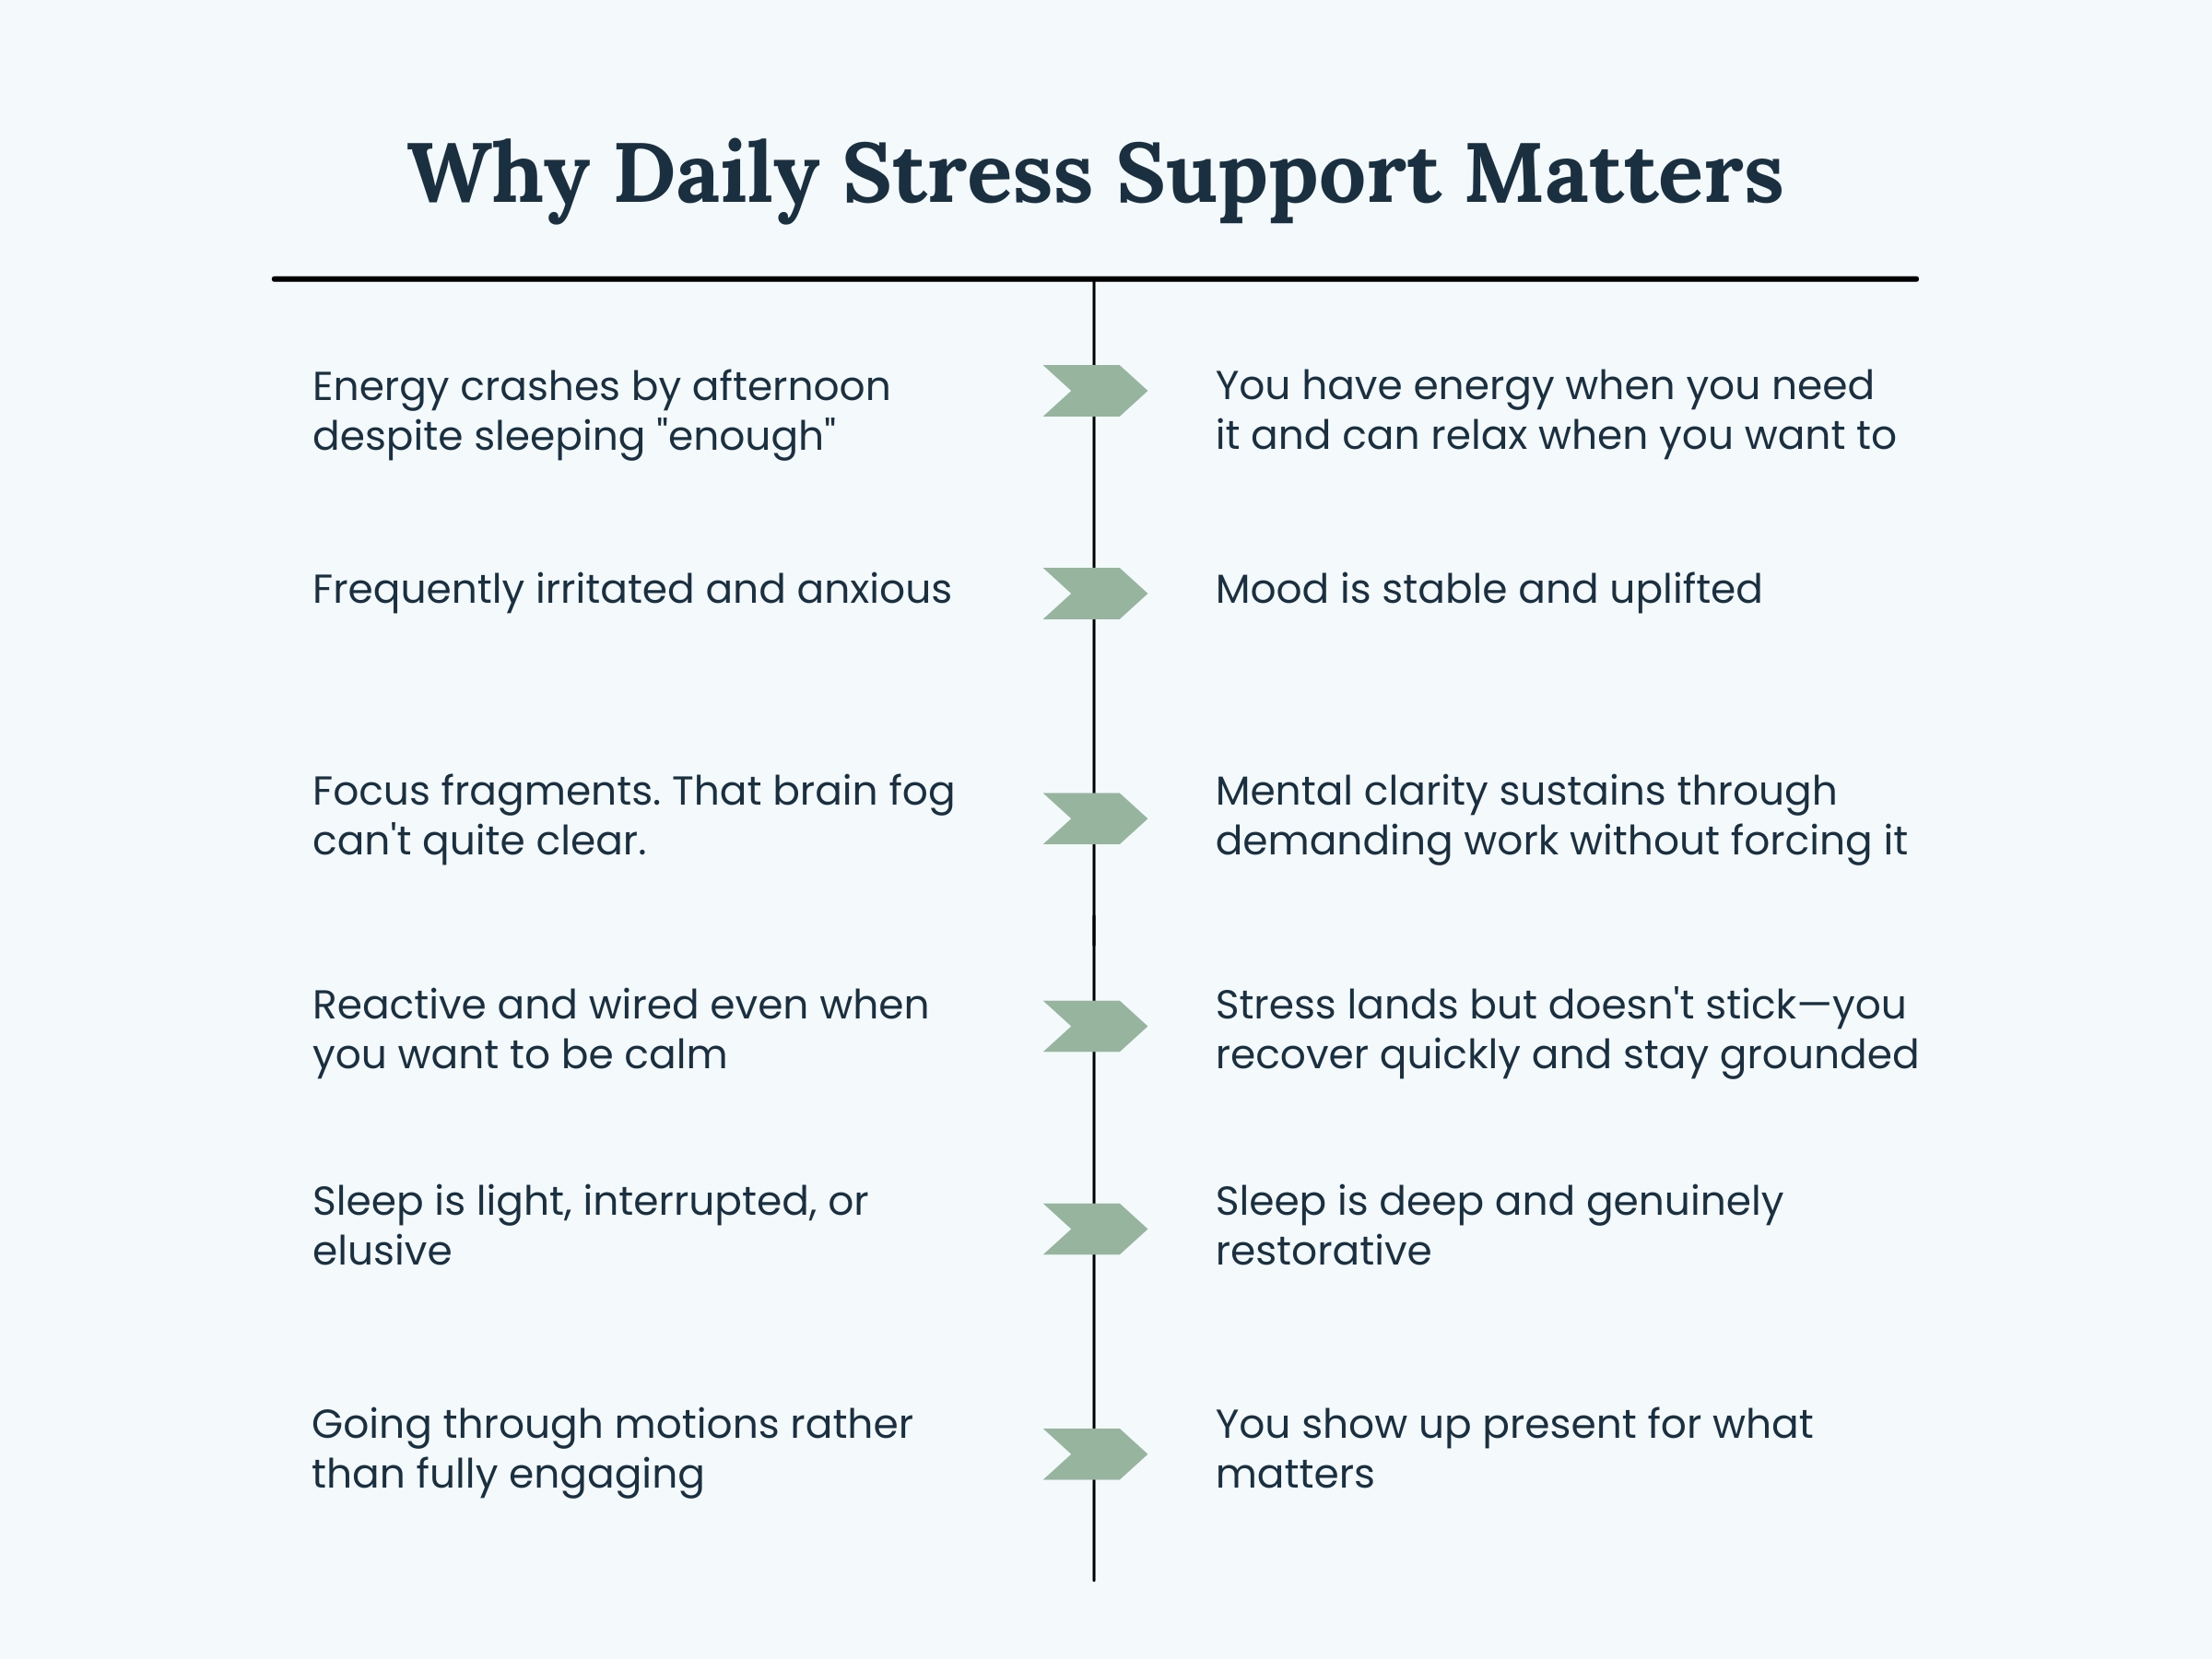 Why Daily Stress Support Matters
Energy crashes by afternoon
despite sleeping "enough"
You have energy when you need
it and can relax when you want to
Frequently irritated and anxious
Mood is stable and uplifted
Focus fragments. That brain fog
can't quite clear.
Mental clarity sustains through
demanding work without forcing it
Reactive and wired even when
you want to be calm
Stress lands but doesn't stick—you
recover quickly and stay grounded
Sleep is light, interrupted, or
elusive
Sleep is deep and genuinely
restorative
Going through motions rather
than fully engaging
You show up present for what
matters